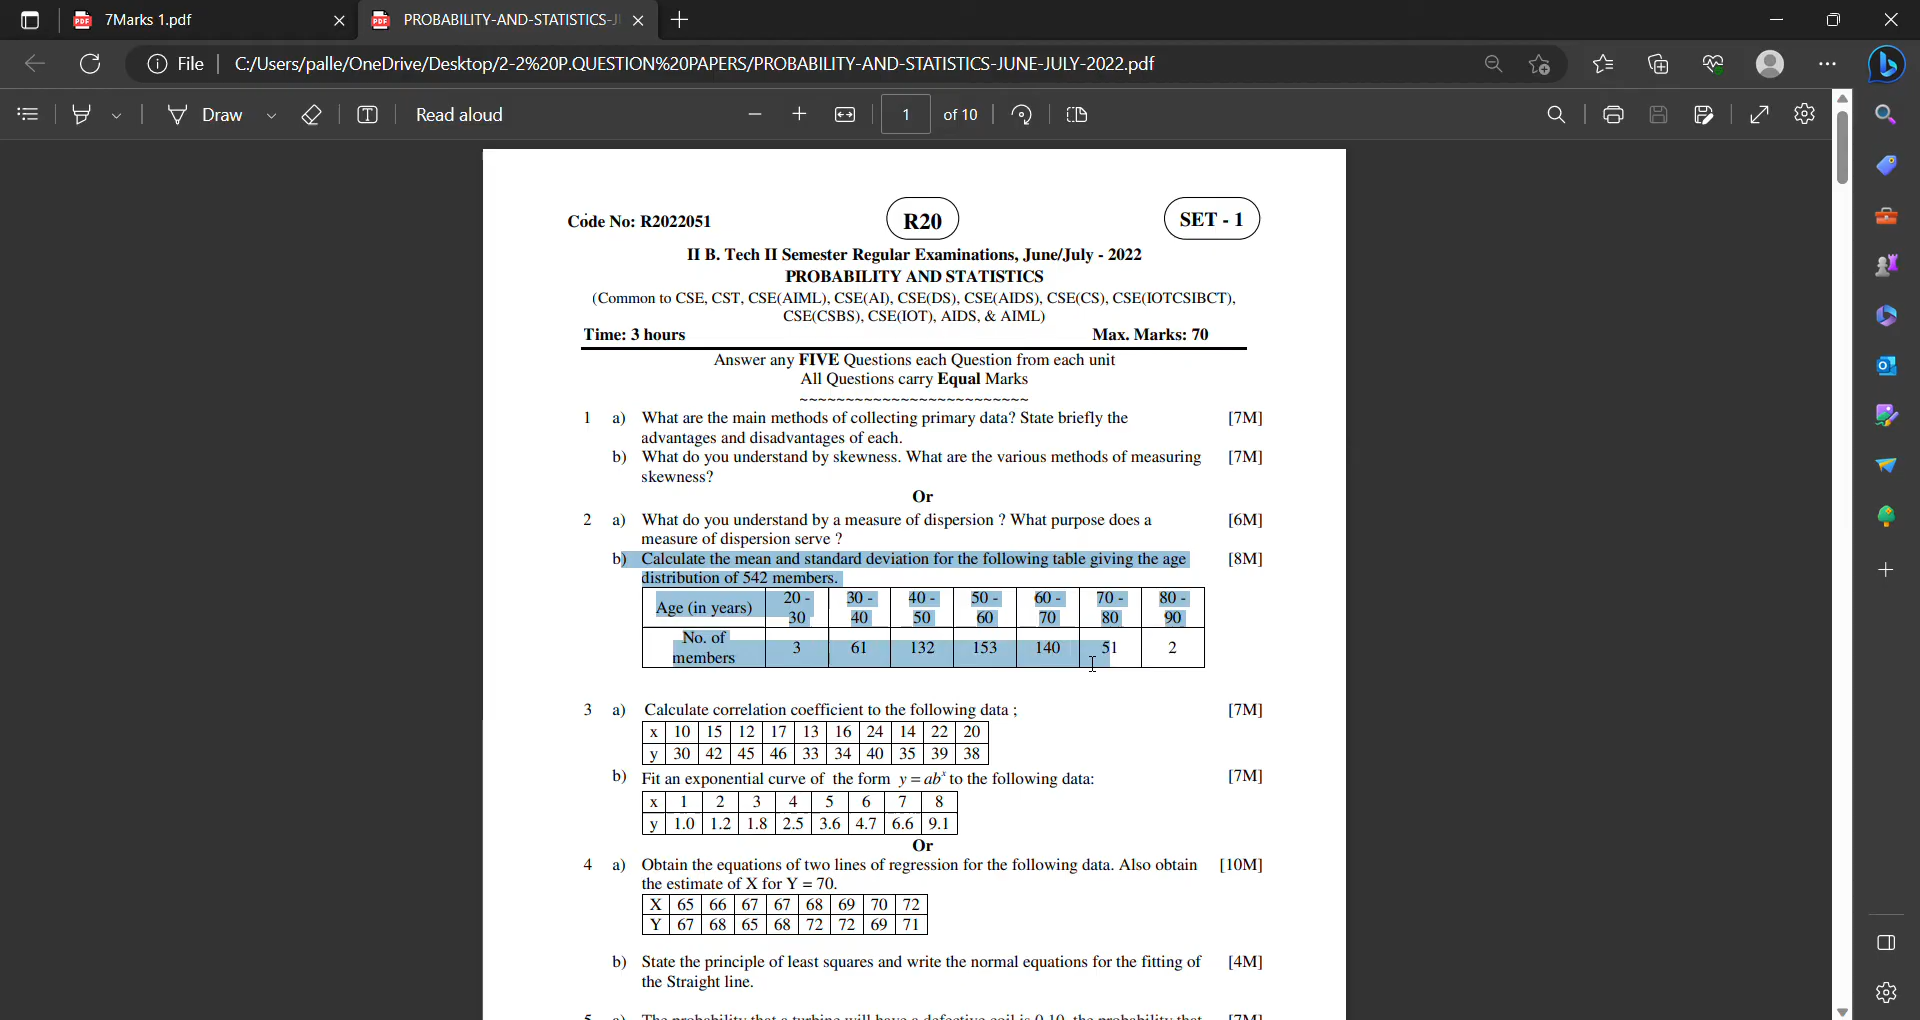 7Marks 1.pdf
PROBABILITY-AND-STATISTICS-J
File
C:/Users/palle/OneDrive/Desktop/2-2%20P.QUESTION%20PAPERS/PROBABILITY-AND-STATISTICS-JUNE-JULY-2022.pdf
Draw
Read aloud
1 of 10
Code No: R2022051 R20 SET - 1
II B. Tech II Semester Regular Examinations, June/July - 2022
PROBABILITY AND STATISTICS
(Common to CSE, CST, CSE(AIML), CSE(AI), CSE(DS), CSE(AIDS), CSE(CS), CSE(IOTCSIBCT),
CSE(CSBS), CSE(IOT), AIDS, & AIML)
Time: 3 hours Max. Marks: 70
Answer any FIVE Questions each Question from each unit
All Questions carry Equal Marks
~~~~~~~~~~~~~~~~~~~~~~~~~
1 a) What are the main methods of collecting primary data? State briefly the [7M]
advantages and disadvantages of each.
b) What do you understand by skewness. What are the various methods of measuring [7M]
skewness?
Or
2 a) What do you understand by a measure of dispersion ? What purpose does a [6M]
measure of dispersion serve ?
b) Calculate the mean and standard deviation for the following table giving the age [8M]
distribution of 542 members.
Age (in years) 20 - 30 30 - 40 40 - 50 50 - 60 60 - 70 70 - 80 80 - 90
No. of members 3 61 132 153 140 51 2
3 a) Calculate correlation coefficient to the following data ; [7M]
x 10 15 12 17 13 16 24 14 22 20
y 30 42 45 46 33 34 40 35 39 38
b) Fit an exponential curve of the form y = abˣ to the following data: [7M]
x 1 2 3 4 5 6 7 8
y 1.0 1.2 1.8 2.5 3.6 4.7 6.6 9.1
Or
4 a) Obtain the equations of two lines of regression for the following data. Also obtain [10M]
the estimate of X for Y = 70.
X 65 66 67 67 68 69 70 72
Y 67 68 65 68 72 72 69 71
b) State the principle of least squares and write the normal equations for the fitting of [4M]
the Straight line.
5 a) The probability that a turbine will have a defective coil is 0.10, the probability that [7M]